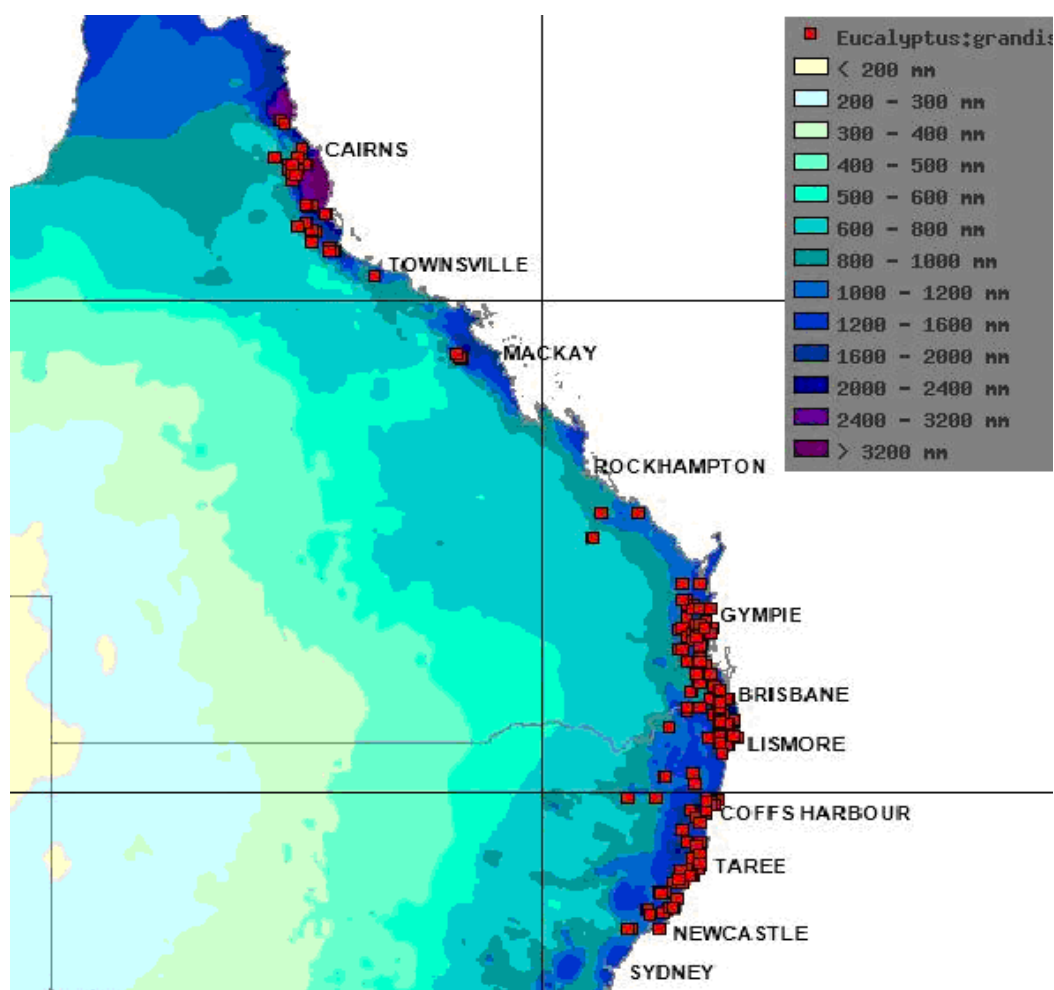 Eucalyptus:grandis
< 200 mm
200 - 300 mm
300 - 400 mm
400 - 500 mm
500 - 600 mm
600 - 800 mm
800 - 1000 mm
1000 - 1200 mm
1200 - 1600 mm
1600 - 2000 mm
2000 - 2400 mm
2400 - 3200 mm
> 3200 mm
CAIRNS
TOWNSVILLE
MACKAY
ROCKHAMPTON
GYMPIE
BRISBANE
LISMORE
COFFS HARBOUR
TAREE
NEWCASTLE
SYDNEY